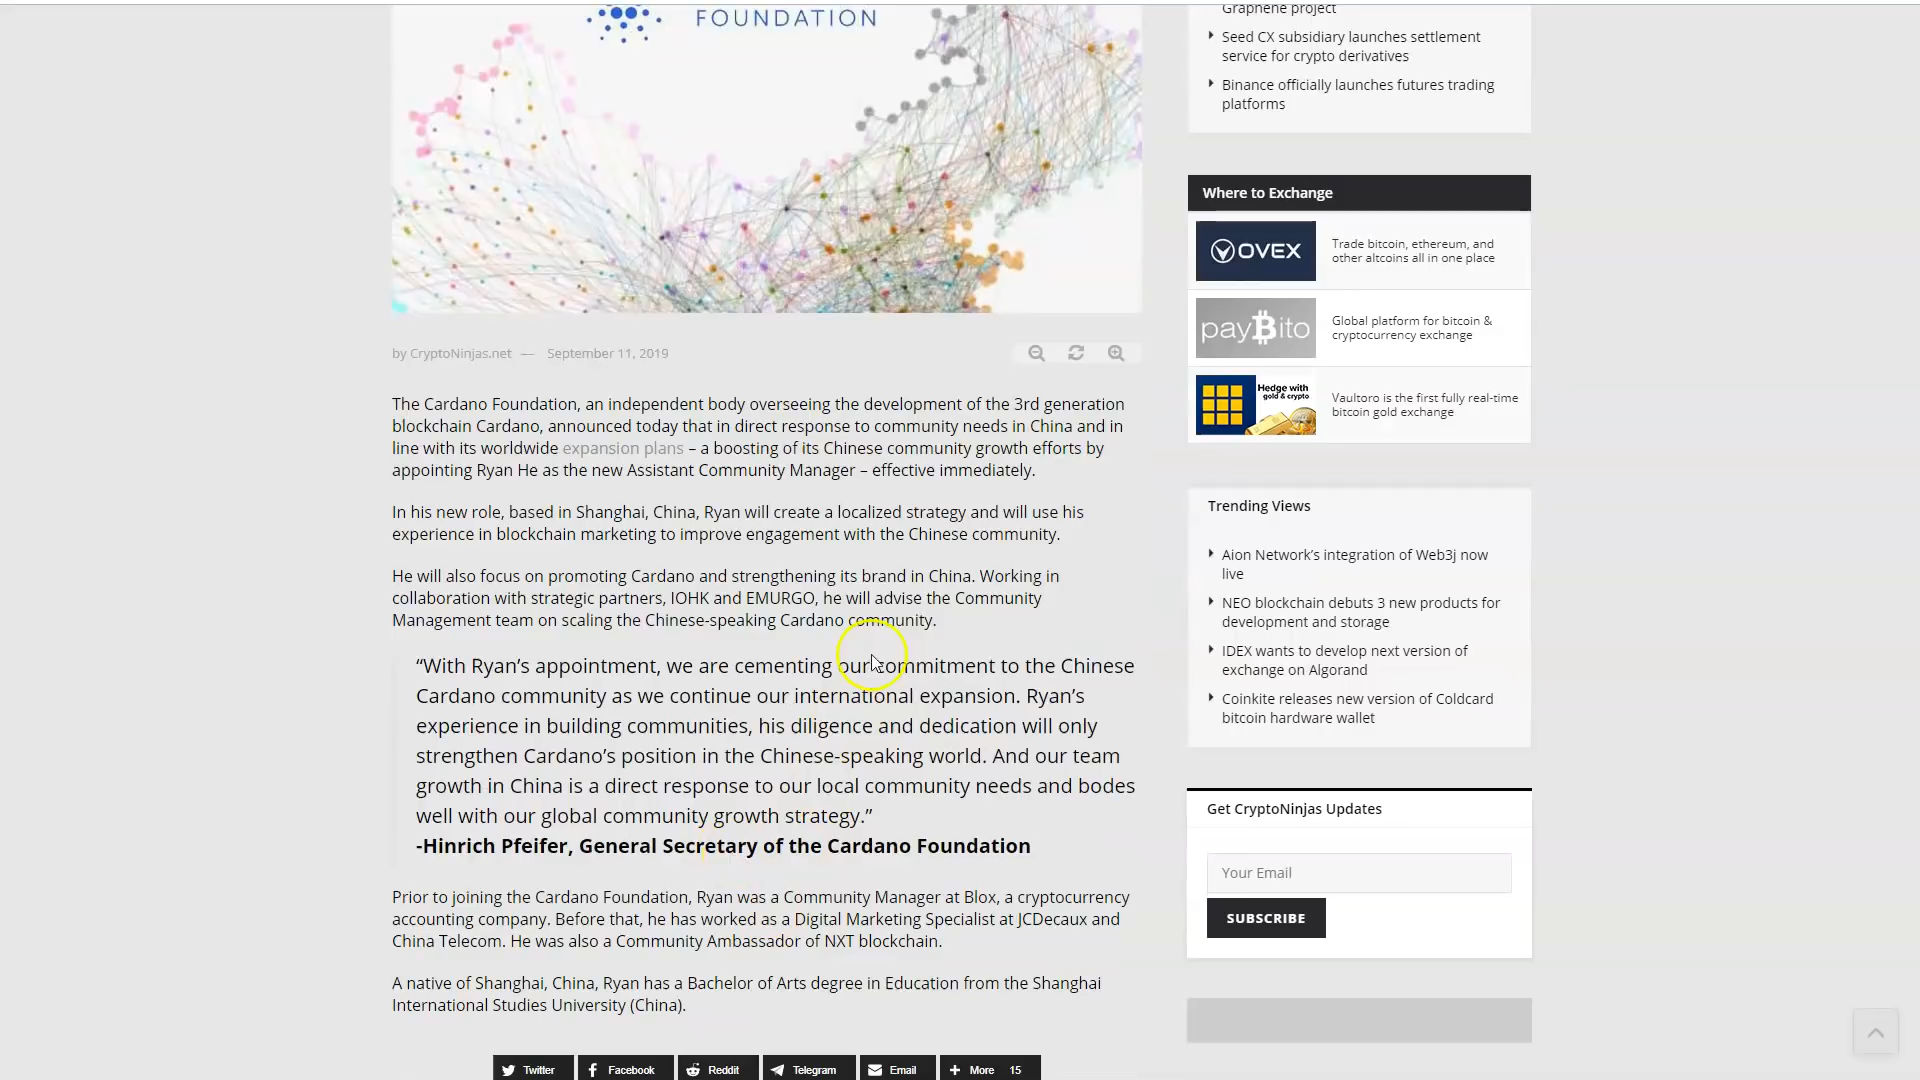 FOUNDATION
by CryptoNinjas.net — September 11, 2019
The Cardano Foundation, an independent body overseeing the development of the 3rd generation
blockchain Cardano, announced today that in direct response to community needs in China and in
line with its worldwide expansion plans – a boosting of its Chinese community growth efforts by
appointing Ryan He as the new Assistant Community Manager – effective immediately.
In his new role, based in Shanghai, China, Ryan will create a localized strategy and will use his
experience in blockchain marketing to improve engagement with the Chinese community.
He will also focus on promoting Cardano and strengthening its brand in China. Working in
collaboration with strategic partners, IOHK and EMURGO, he will advise the Community
Management team on scaling the Chinese-speaking Cardano community.
“With Ryan’s appointment, we are cementing our commitment to the Chinese
Cardano community as we continue our international expansion. Ryan’s
experience in building communities, his diligence and dedication will only
strengthen Cardano’s position in the Chinese-speaking world. And our team
growth in China is a direct response to our local community needs and bodes
well with our global community growth strategy.”
-Hinrich Pfeifer, General Secretary of the Cardano Foundation
Prior to joining the Cardano Foundation, Ryan was a Community Manager at Blox, a cryptocurrency
accounting company. Before that, he has worked as a Digital Marketing Specialist at JCDecaux and
China Telecom. He was also a Community Ambassador of NXT blockchain.
A native of Shanghai, China, Ryan has a Bachelor of Arts degree in Education from the Shanghai
International Studies University (China).
Twitter Facebook Reddit Telegram Email More 15
Graphene project
Seed CX subsidiary launches settlement
service for crypto derivatives
Binance officially launches futures trading
platforms
Where to Exchange
OVEX
Trade bitcoin, ethereum, and
other altcoins all in one place
payBito
Global platform for bitcoin &
cryptocurrency exchange
Hedge with
gold & crypto
Vaultoro is the first fully real-time
bitcoin gold exchange
Trending Views
Aion Network’s integration of Web3j now
live
NEO blockchain debuts 3 new products for
development and storage
IDEX wants to develop next version of
exchange on Algorand
Coinkite releases new version of Coldcard
bitcoin hardware wallet
Get CryptoNinjas Updates
Your Email
SUBSCRIBE